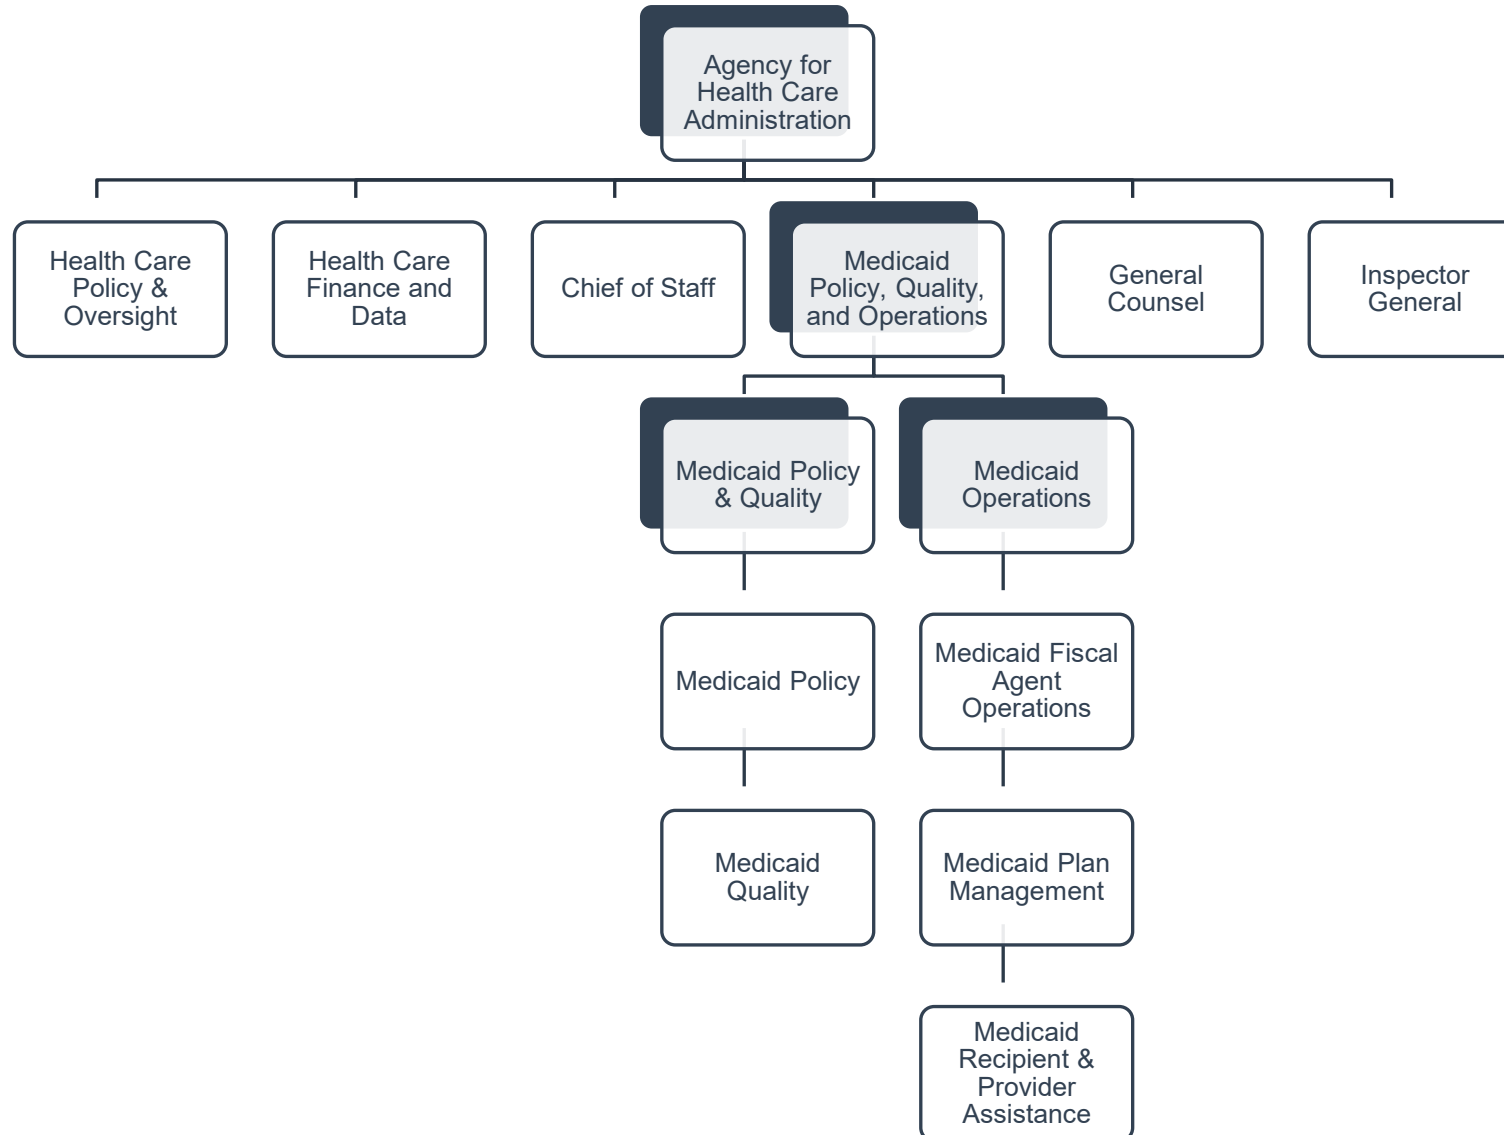 Agency for
Health Care
Administration
Health Care
Policy &
Oversight
Health Care
Finance and
Data
Chief of Staff
Medicaid
Policy, Quality,
and Operations
General
Counsel
Inspector
General
Medicaid Policy
& Quality
Medicaid
Operations
Medicaid Policy
Medicaid Fiscal
Agent
Operations
Medicaid
Quality
Medicaid Plan
Management
Medicaid
Recipient &
Provider
Assistance